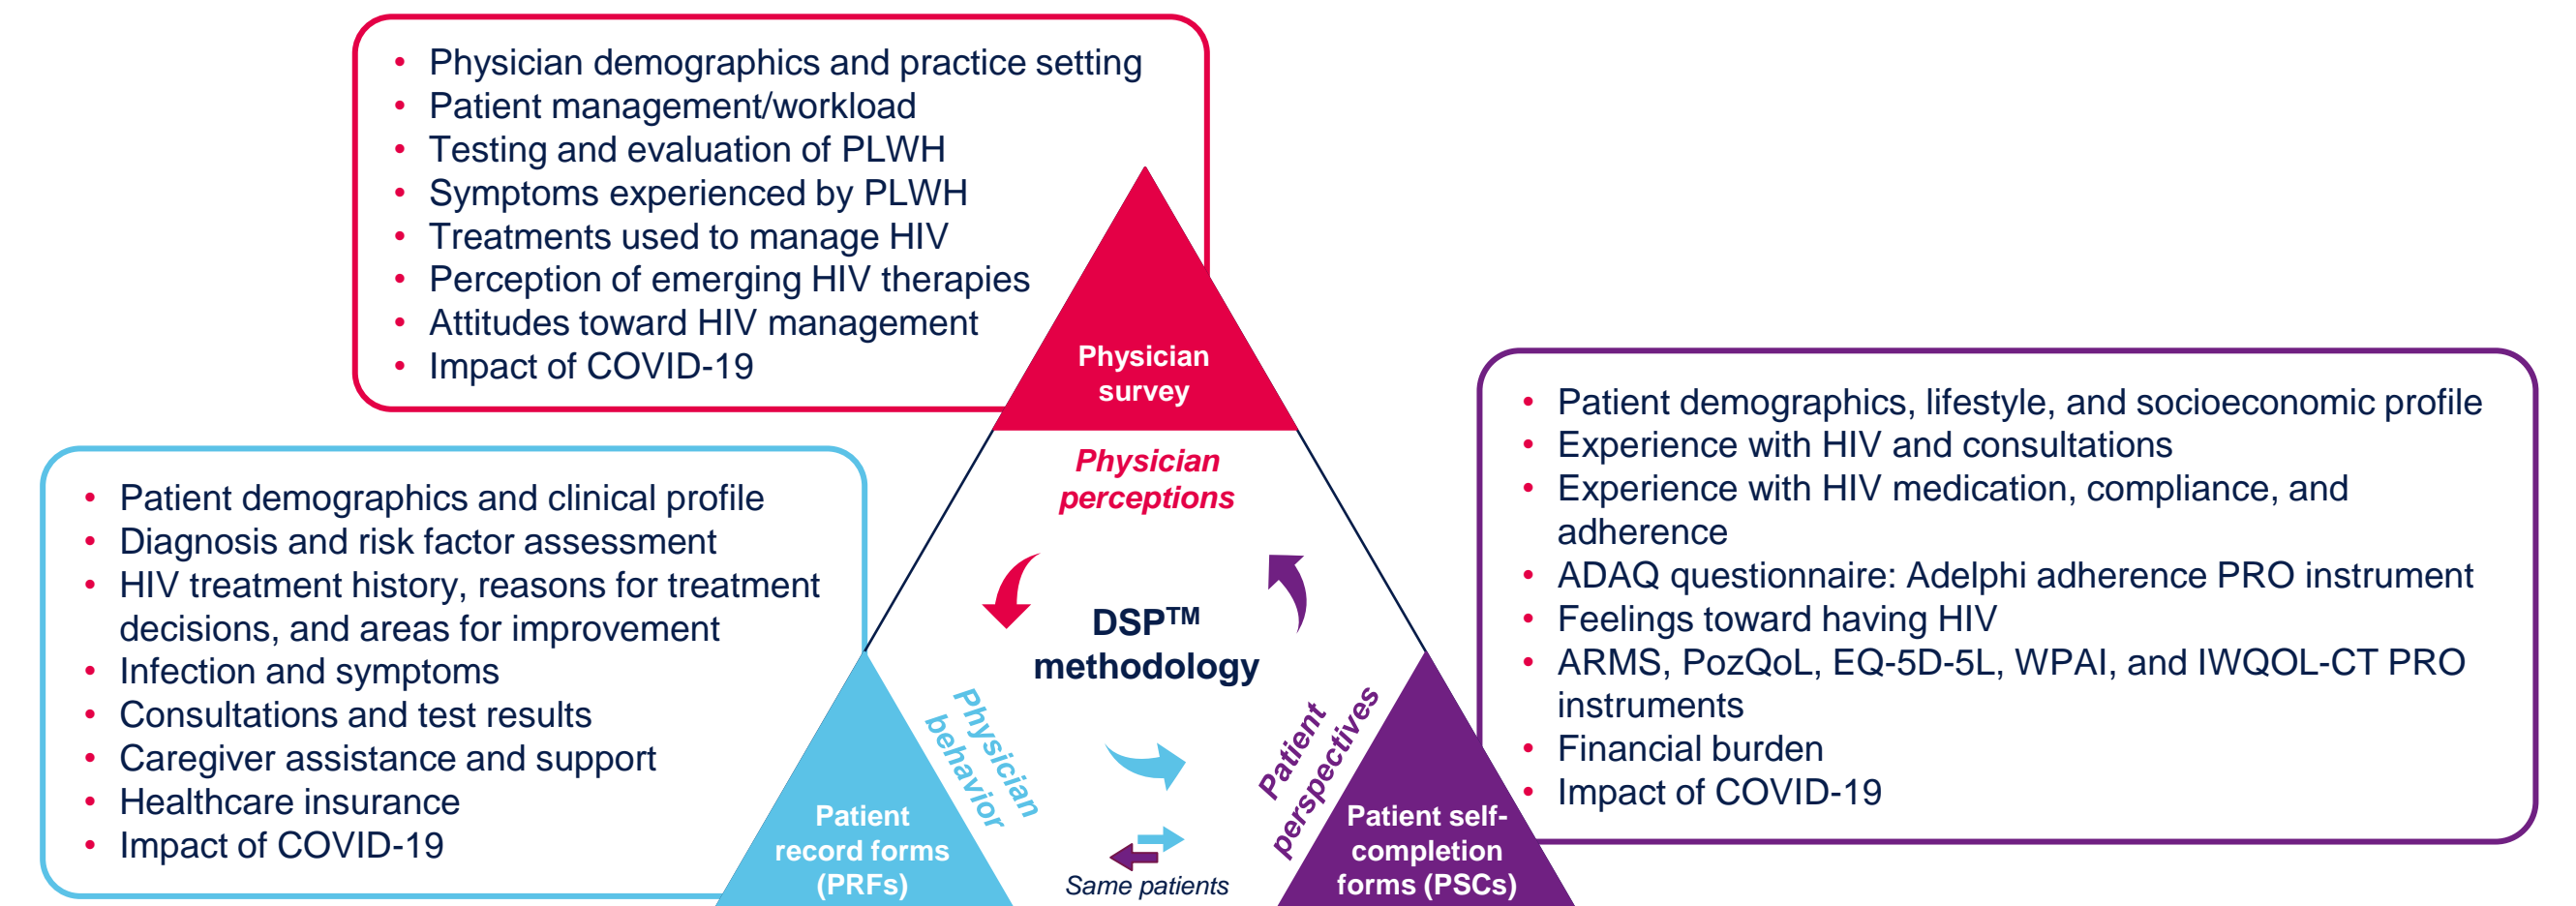 • Physician demographics and practice setting
• Patient management/workload
• Testing and evaluation of PLWH
• Symptoms experienced by PLWH
• Treatments used to manage HIV
• Perception of emerging HIV therapies
• Attitudes toward HIV management
• Impact of COVID-19
Physician
survey
Physician
perceptions
• Patient demographics and clinical profile
• Diagnosis and risk factor assessment
• HIV treatment history, reasons for treatment
decisions, and areas for improvement
• Infection and symptoms
• Consultations and test results
• Caregiver assistance and support
• Healthcare insurance
• Impact of COVID-19
Patient
record forms
(PRFs)
Physician
behavior
DSP™
methodology
Same patients
Patient
perspectives
Patient self-
completion
forms (PSCs)
• Patient demographics, lifestyle, and socioeconomic profile
• Experience with HIV and consultations
• Experience with HIV medication, compliance, and
adherence
• ADAQ questionnaire: Adelphi adherence PRO instrument
• Feelings toward having HIV
• ARMS, PozQoL, EQ-5D-5L, WPAI, and IWQOL-CT PRO
instruments
• Financial burden
• Impact of COVID-19